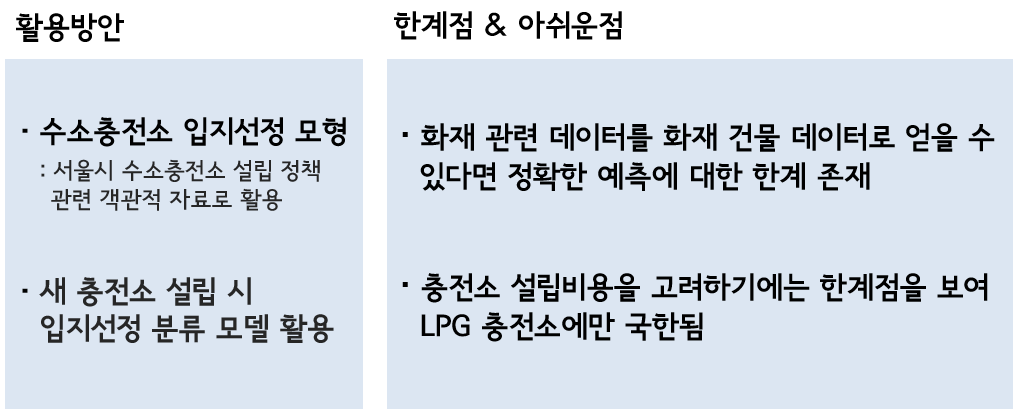 활용방안
· 수소충전소 입지선정 모형
: 서울시 수소충전소 설립 정책
관련 객관적 자료로 활용
· 새 충전소 설립 시
입지선정 분류 모델 활용
한계점 & 아쉬운점
· 화재 관련 데이터를 화재 건물 데이터로 얻을 수
있다면 정확한 예측에 대한 한계 존재
· 충전소 설립비용을 고려하기에는 한계점을 보여
LPG 충전소에만 국한됨